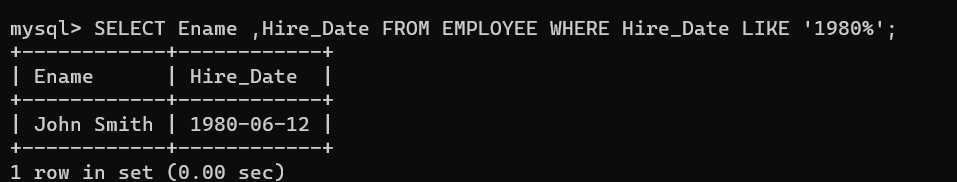 mysql> SELECT Ename ,Hire_Date FROM EMPLOYEE WHERE Hire_Date LIKE '1980%';
+------------+------------+
| Ename      | Hire_Date  |
+------------+------------+
| John Smith | 1980-06-12 |
+------------+------------+
1 row in set (0.00 sec)